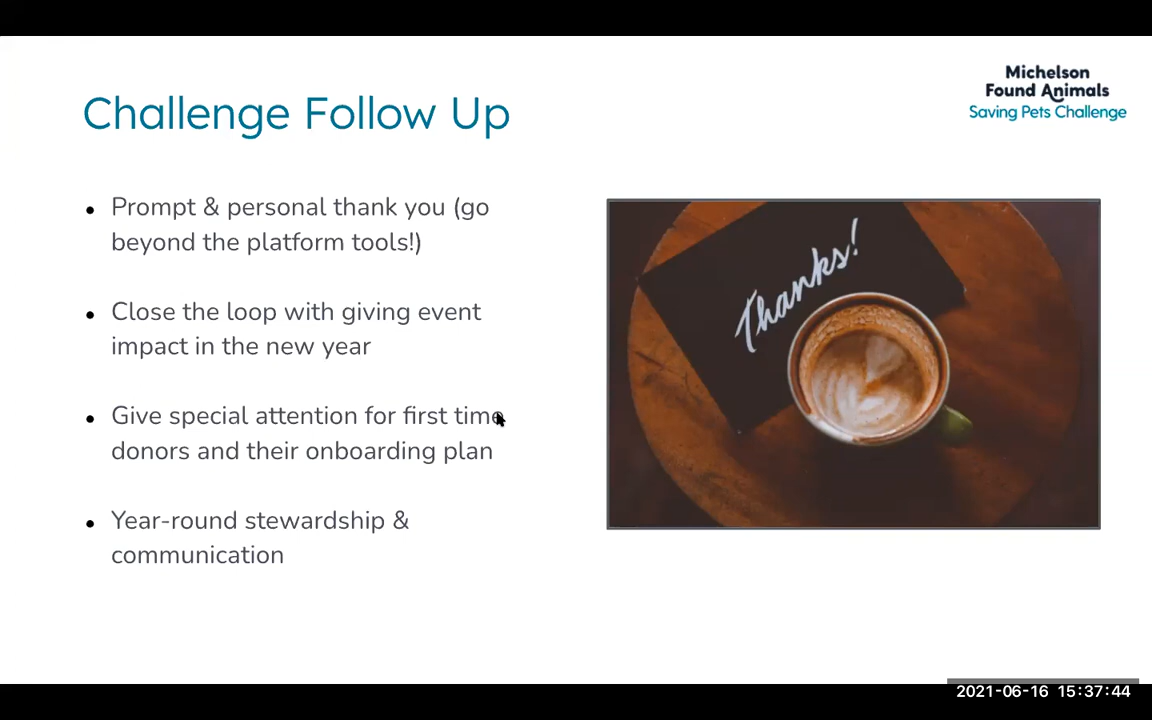 Michelson
Found Animals
Saving Pets Challenge
Challenge Follow Up
• Prompt & personal thank you (go
beyond the platform tools!)
• Close the loop with giving event
impact in the new year
• Give special attention for first time
donors and their onboarding plan
• Year-round stewardship &
communication
Thanks!
2021-06-16 15:37:44